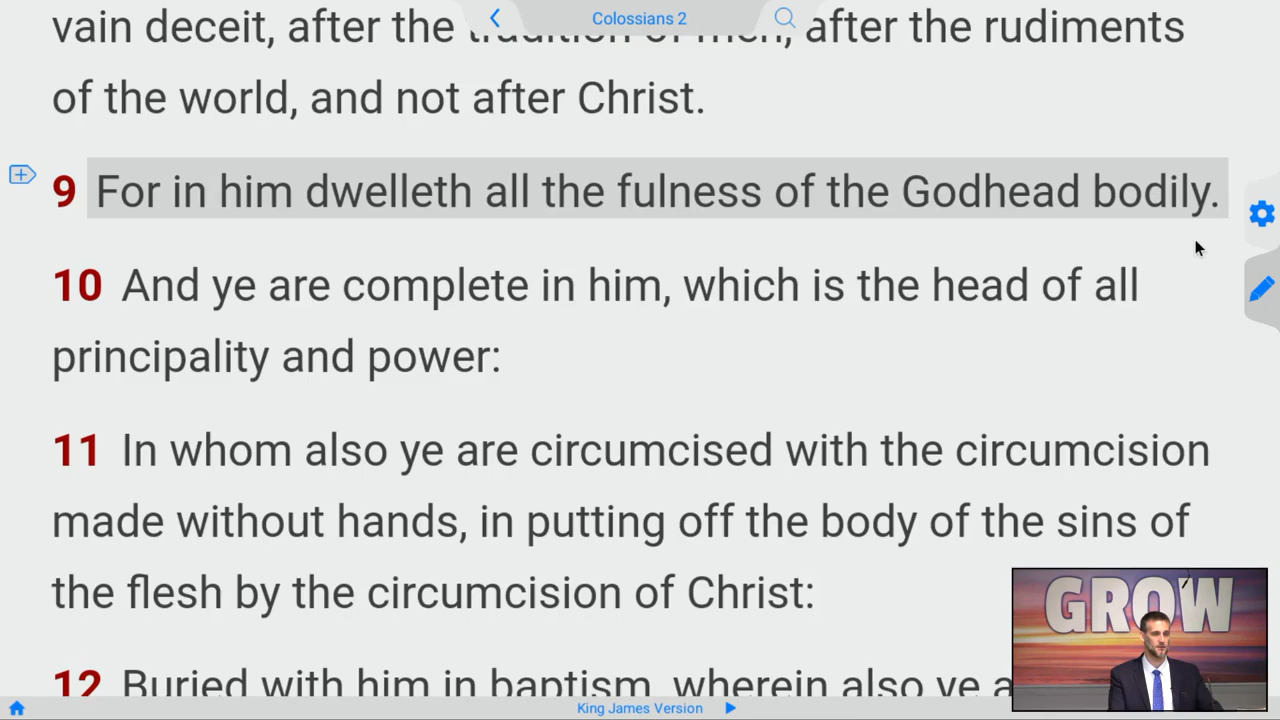 Colossians 2
vain deceit, after the tradition of men, after the rudiments
of the world, and not after Christ.
9 For in him dwelleth all the fulness of the Godhead bodily.
10 And ye are complete in him, which is the head of all
principality and power:
11 In whom also ye are circumcised with the circumcision
made without hands, in putting off the body of the sins of
the flesh by the circumcision of Christ:
12 Buried with him in baptism, wherein also ye
GROW
King James Version